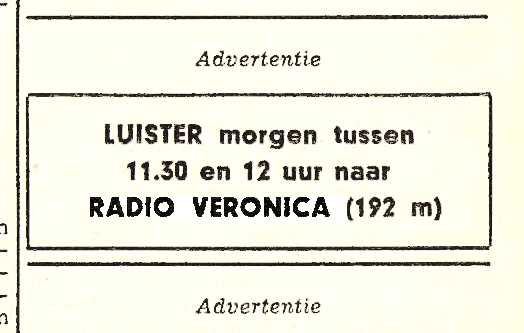 Advertentie
LUISTER morgen tussen
11.30 en 12 uur naar
RADIO VERONICA (192 m)
Advertentie